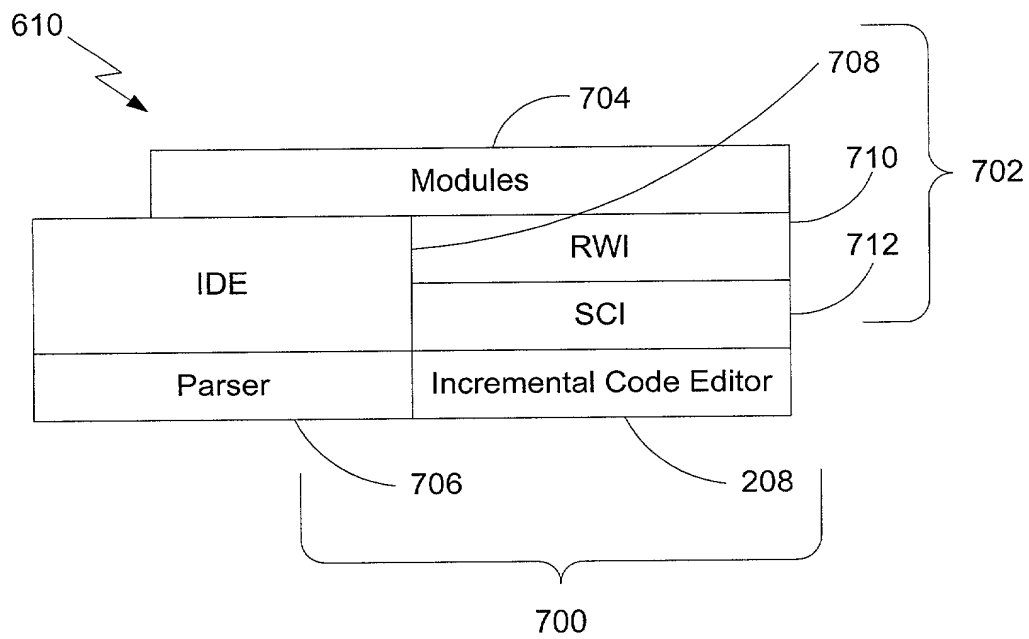 610
708
704
Modules
710
702
IDE
RWI
712
SCI
Parser
Incremental Code Editor
706
208
700